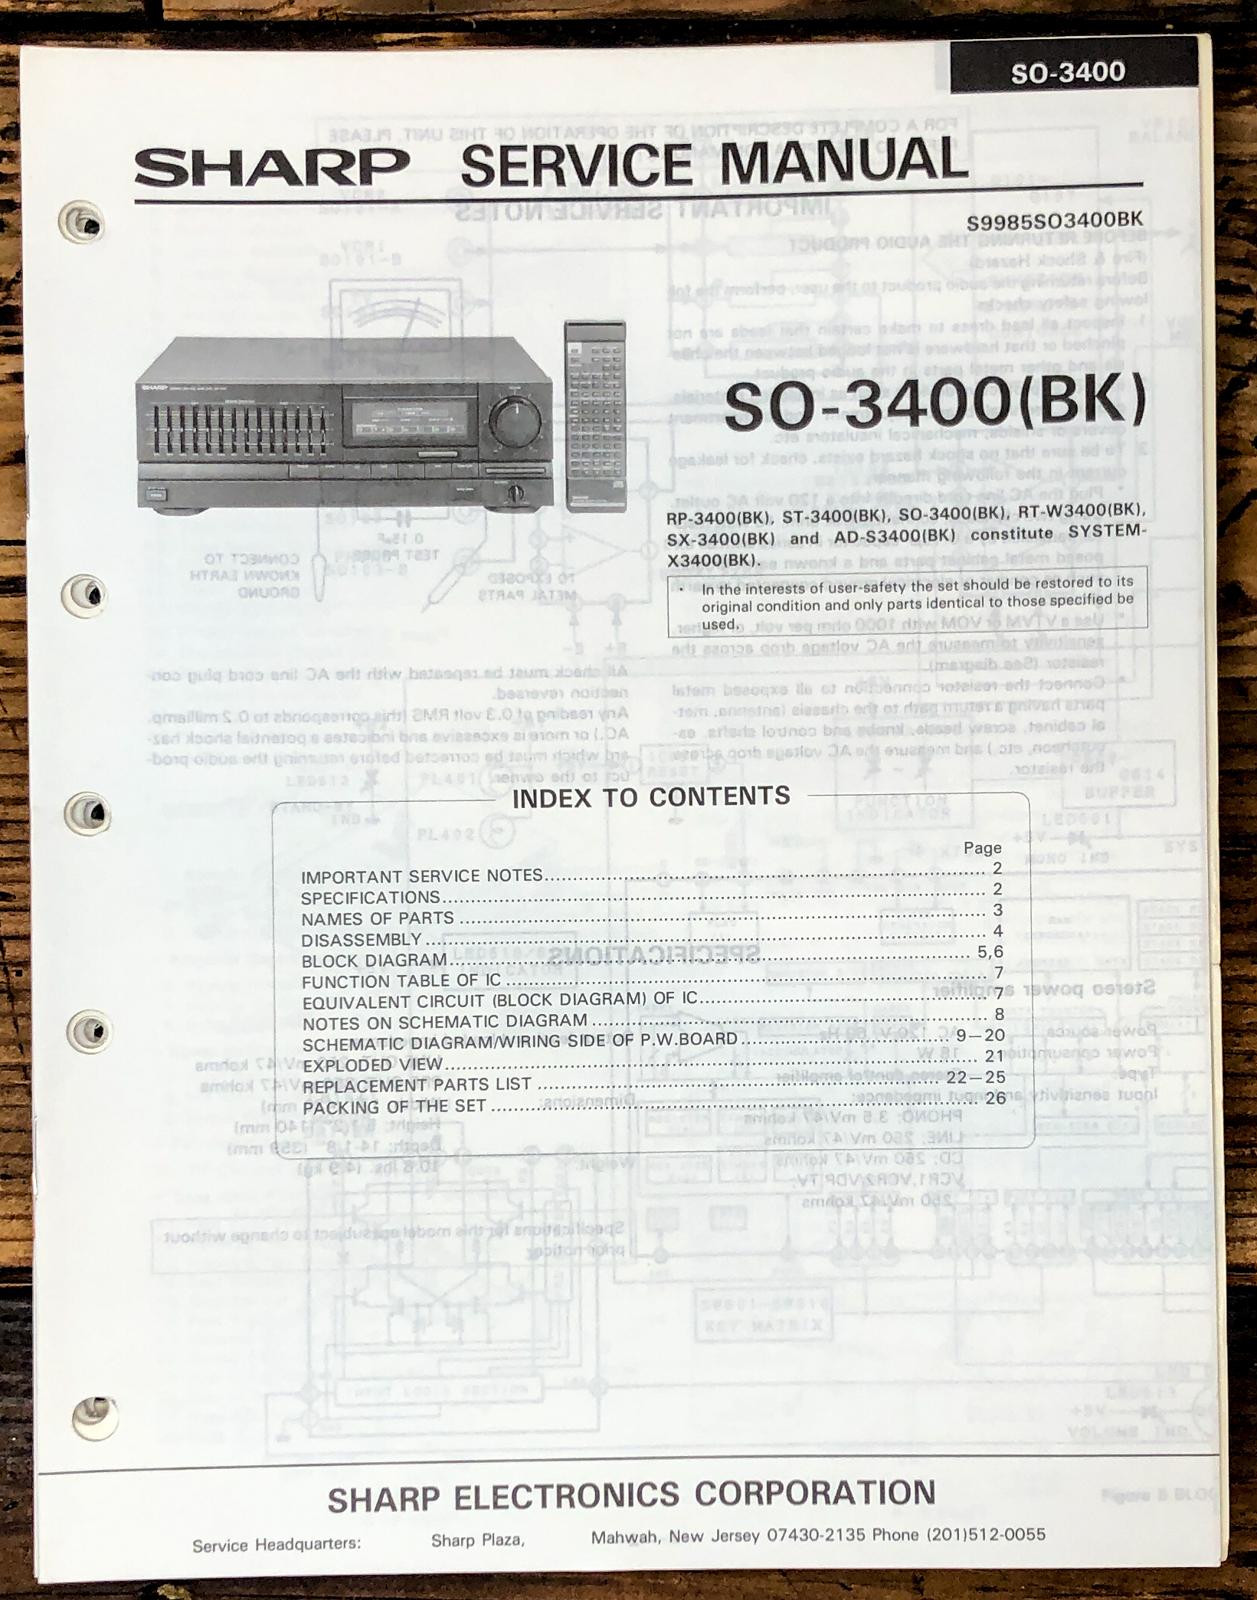 SO-3400
SHARP SERVICE MANUAL
S9985SO3400BK
SHARP
SO-3400(BK)
RP-3400(BK), ST-3400(BK), SO-3400(BK), RT-W3400(BK),
SX-3400(BK) and AD-S3400(BK) constitute SYSTEM-
X3400(BK).
· In the interests of user-safety the set should be restored to its
original condition and only parts identical to those specified be
used.
INDEX TO CONTENTS
Page
IMPORTANT SERVICE NOTES 2
SPECIFICATIONS 2
NAMES OF PARTS 3
DISASSEMBLY 4
BLOCK DIAGRAM 5,6
FUNCTION TABLE OF IC 7
EQUIVALENT CIRCUIT (BLOCK DIAGRAM) OF IC 7
NOTES ON SCHEMATIC DIAGRAM 8
SCHEMATIC DIAGRAM/WIRING SIDE OF P.W.BOARD 9—20
EXPLODED VIEW 21
REPLACEMENT PARTS LIST 22—25
PACKING OF THE SET 26
SHARP ELECTRONICS CORPORATION
Service Headquarters: Sharp Plaza, Mahwah, New Jersey 07430-2135 Phone (201)512-0055